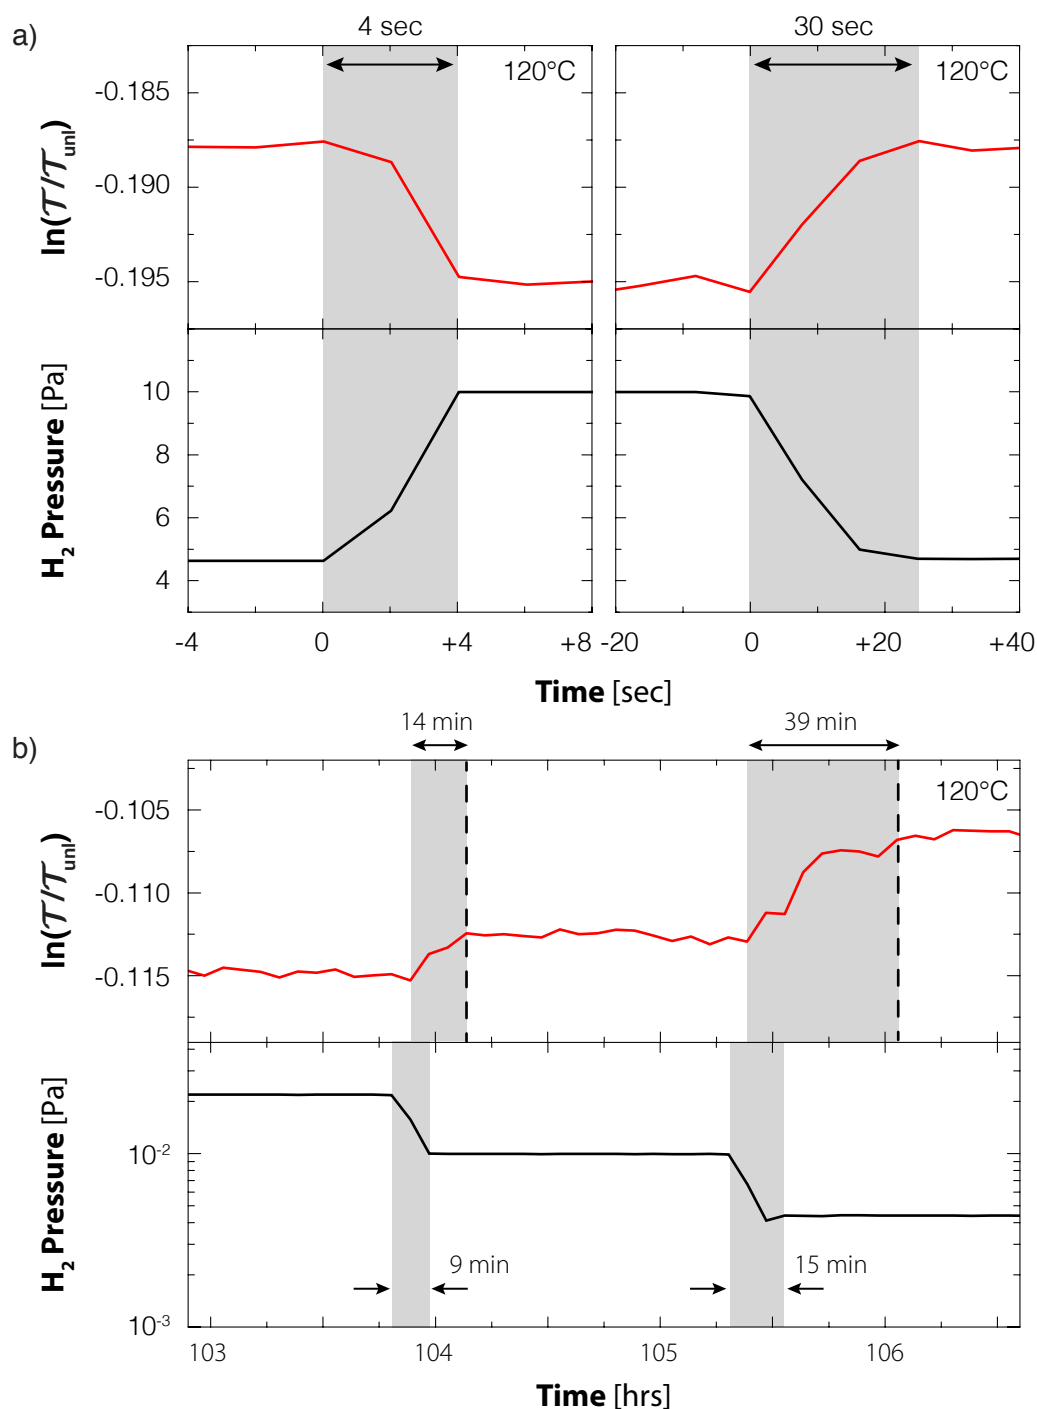 a)
4 sec
30 sec
120°C
120°C
ln(𝒯/𝒯unl)
-0.185
-0.190
-0.195
H2 Pressure [Pa]
10
8
6
4
-4 0 +4 +8
-20 0 +20 +40
Time [sec]
b)
14 min
39 min
120°C
ln(𝒯/𝒯unl)
-0.105
-0.110
-0.115
H2 Pressure [Pa]
10-2
10-3
9 min
15 min
103 104 105 106
Time [hrs]